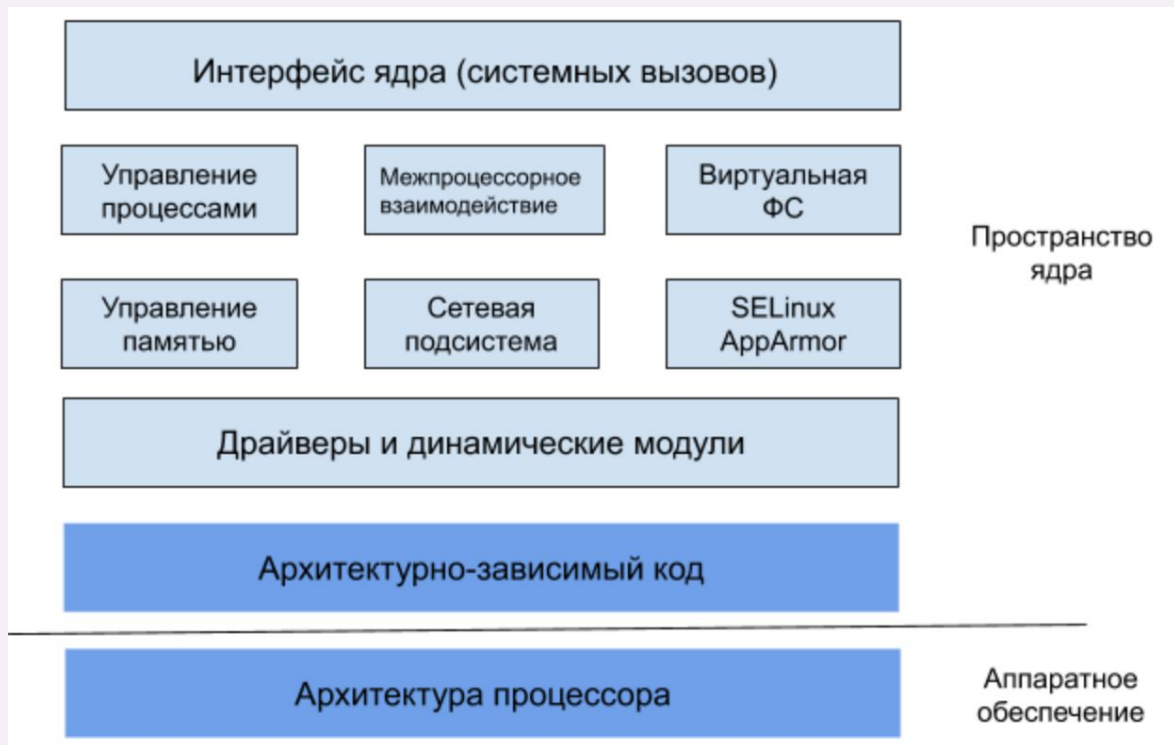 Интерфейс ядра (системных вызовов)
Управление
процессами
Межпроцессорное
взаимодействие
Виртуальная
ФС
Пространство
ядра
Управление
памятью
Сетевая
подсистема
SELinux
AppArmor
Драйверы и динамические модули
Архитектурно-зависимый код
Архитектура процессора
Аппаратное
обеспечение